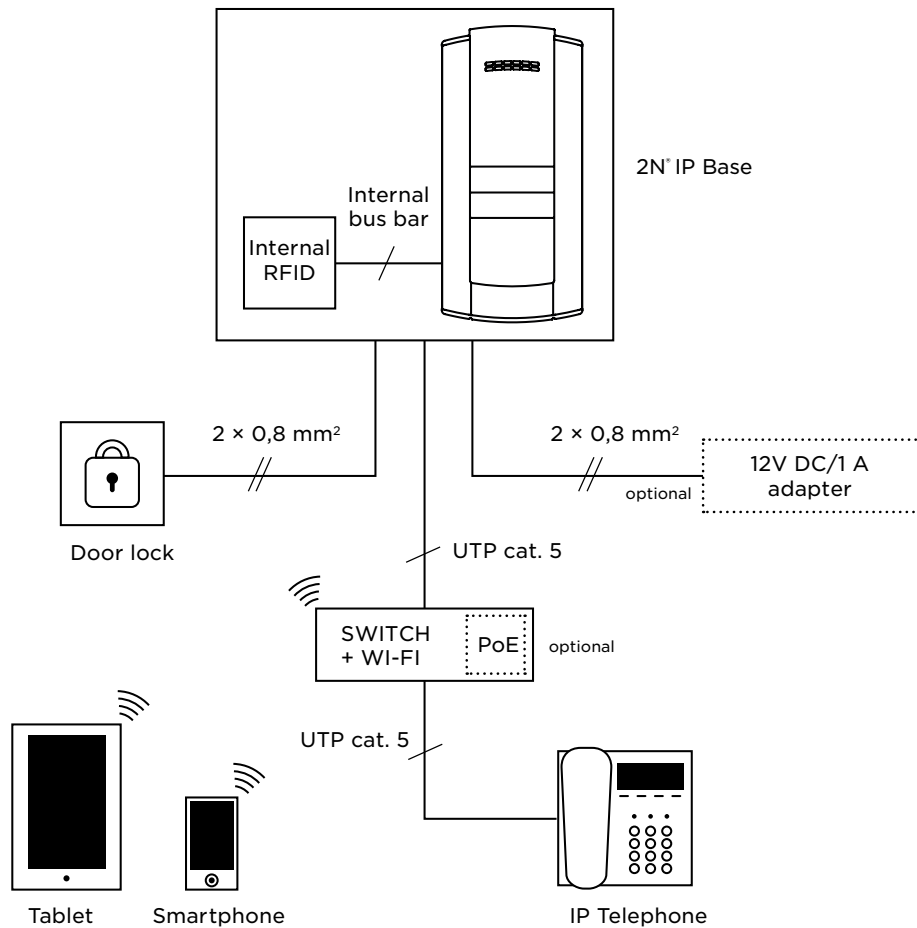 2N® IP Base
Internal
bus bar
Internal
RFID
2 × 0,8 mm²
2 × 0,8 mm²
optional
12V DC/1 A
adapter
Door lock
UTP cat. 5
SWITCH
+ WI-FI
PoE
optional
UTP cat. 5
Tablet
Smartphone
IP Telephone